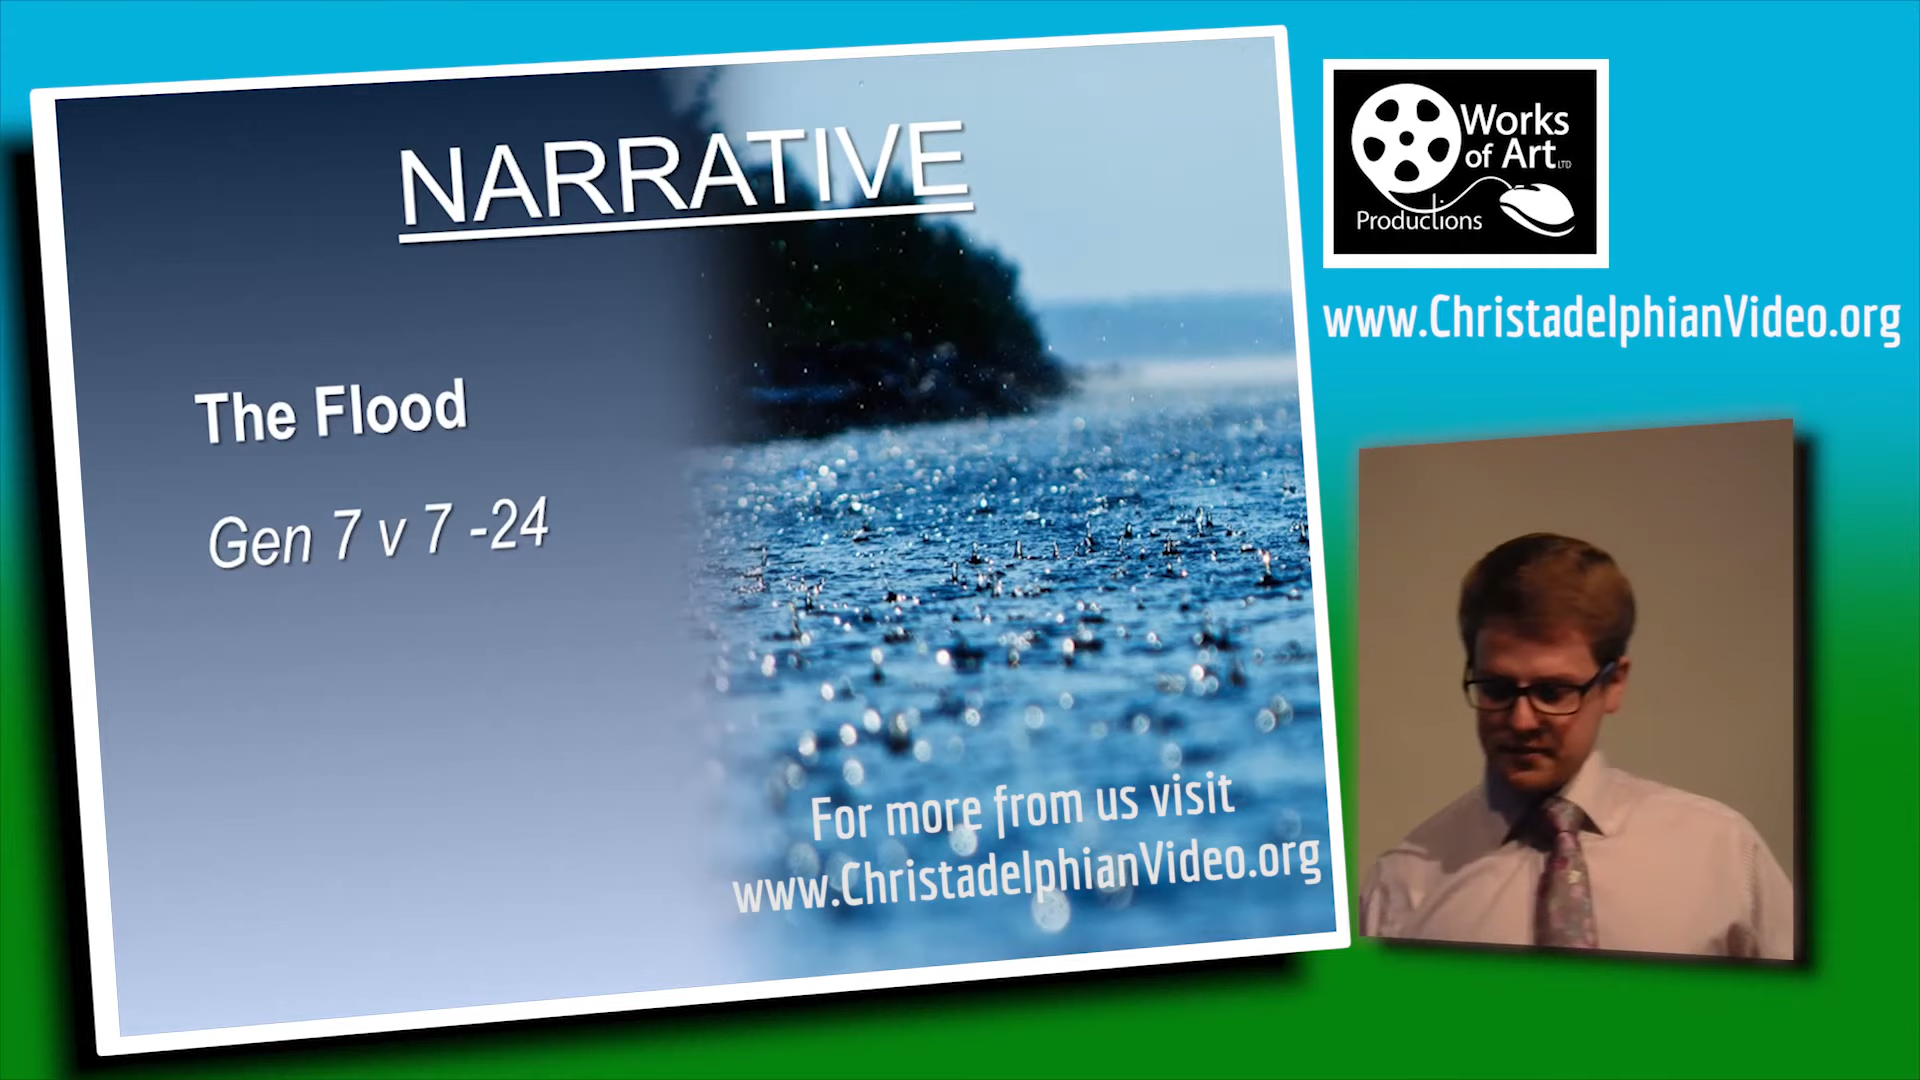 NARRATIVE
The Flood
Gen 7 v 7 -24
For more from us visit
www.ChristadelphianVideo.org
Works
of Art LTD
Productions
www.ChristadelphianVideo.org